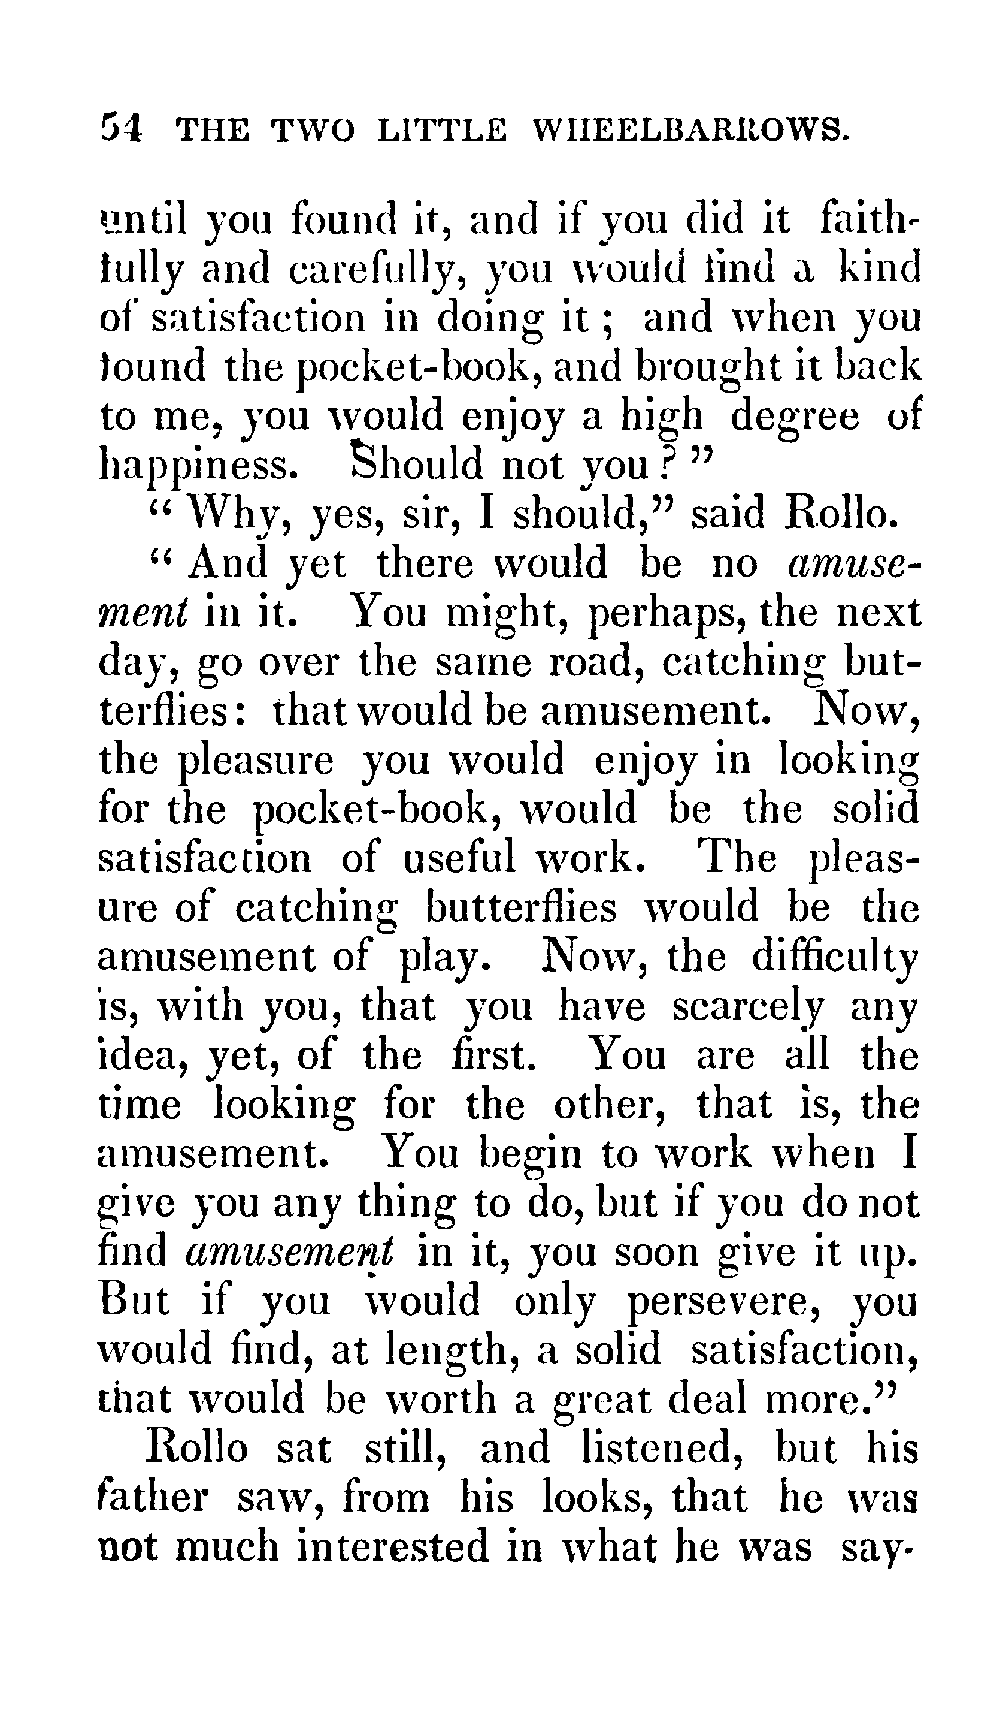 54 THE TWO LITTLE WHEELBARROWS.
until you found it, and if you did it faith-
fully and carefully, you would find a kind
of satisfaction in doing it ; and when you
found the pocket-book, and brought it back
to me, you would enjoy a high degree of
happiness. Should not you ? ”
“ Why, yes, sir, I should,” said Rollo.
“ And yet there would be no amuse-
ment in it. You might, perhaps, the next
day, go over the same road, catching but-
terflies : that would be amusement. Now,
the pleasure you would enjoy in looking
for the pocket-book, would be the solid
satisfaction of useful work. The pleas-
ure of catching butterflies would be the
amusement of play. Now, the difficulty
is, with you, that you have scarcely any
idea, yet, of the first. You are all the
time looking for the other, that is, the
amusement. You begin to work when I
give you any thing to do, but if you do not
find amusement in it, you soon give it up.
But if you would only persevere, you
would find, at length, a solid satisfaction,
that would be worth a great deal more.”
Rollo sat still, and listened, but his
father saw, from his looks, that he was
not much interested in what he was say-